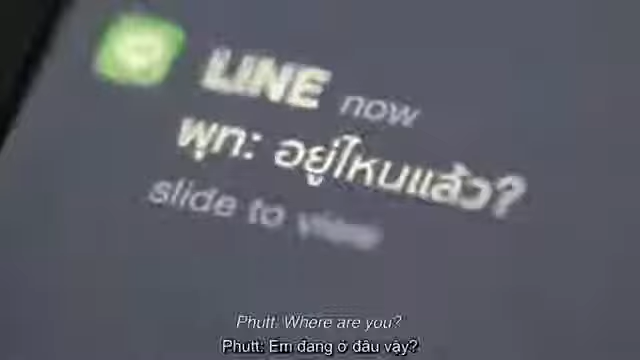 LINE now
พุท: อยู่ไหนแล้ว?
slide to view
Phutt: Where are you?
Phutt: Em đang ở đâu vậy?